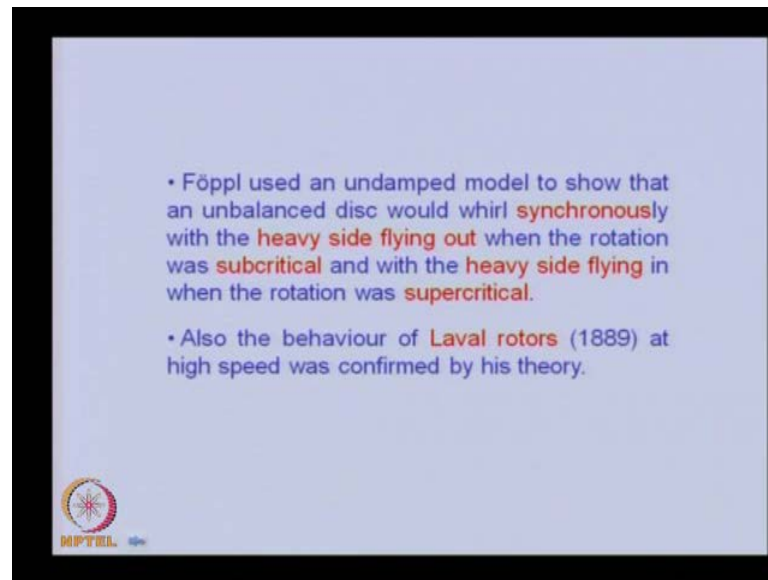 • Föppl used an undamped model to show that
an unbalanced disc would whirl synchronously
with the heavy side flying out when the rotation
was subcritical and with the heavy side flying in
when the rotation was supercritical.
• Also the behaviour of Laval rotors (1889) at
high speed was confirmed by his theory.
NPTEL